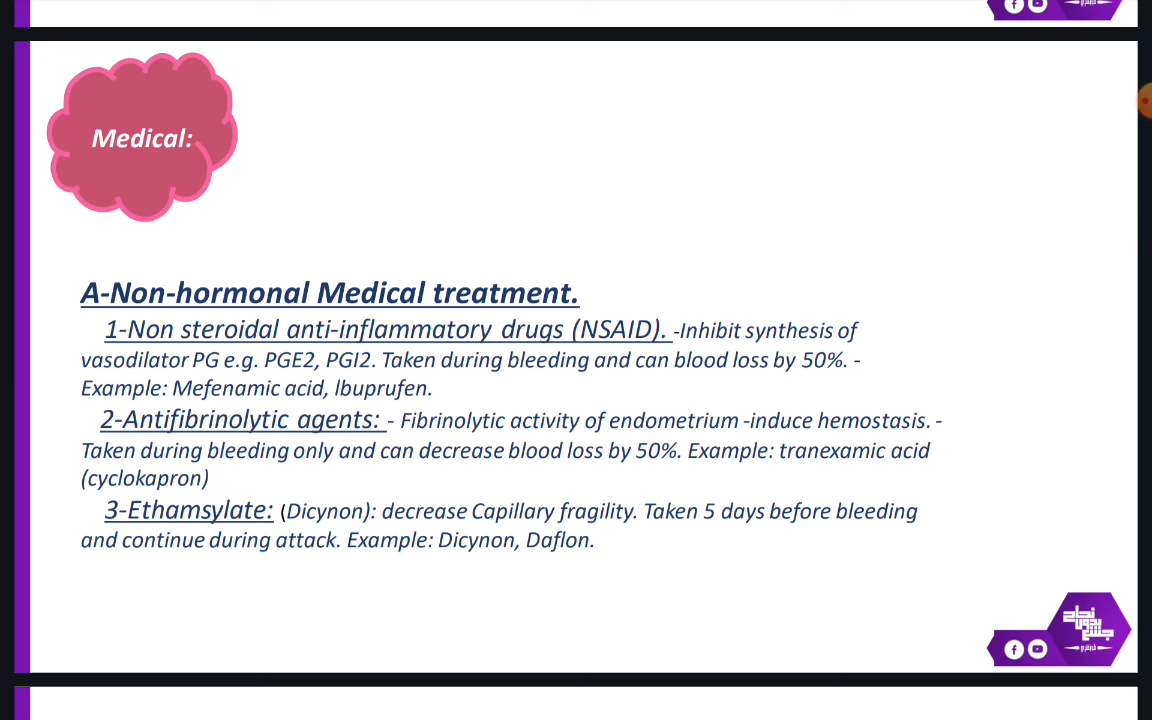 Medical:
A-Non-hormonal Medical treatment.
1-Non steroidal anti-inflammatory drugs (NSAID). -Inhibit synthesis of
vasodilator PG e.g. PGE2, PGI2. Taken during bleeding and can blood loss by 50%. -
Example: Mefenamic acid, Ibuprufen.
2-Antifibrinolytic agents: - Fibrinolytic activity of endometrium -induce hemostasis. -
Taken during bleeding only and can decrease blood loss by 50%. Example: tranexamic acid
(cyclokapron)
3-Ethamsylate: (Dicynon): decrease Capillary fragility. Taken 5 days before bleeding
and continue during attack. Example: Dicynon, Daflon.
نجاح
بدون
جشع